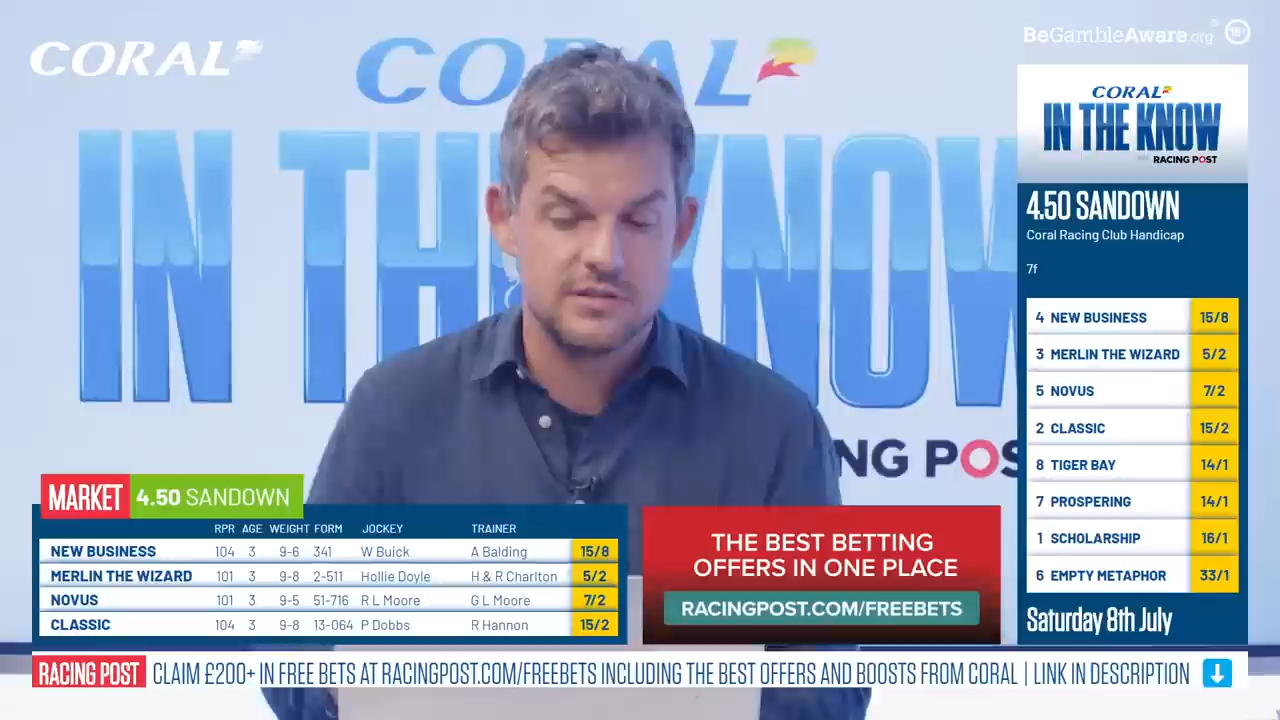 CORAL
CORAL
IN THE KNOW
NG POS
BeGambleAware.org 18+
CORAL
IN THE KNOW
RACING POST
4.50 SANDOWN
Coral Racing Club Handicap
7f
4 NEW BUSINESS 15/8
3 MERLIN THE WIZARD 5/2
5 NOVUS 7/2
2 CLASSIC 15/2
8 TIGER BAY 14/1
7 PROSPERING 14/1
1 SCHOLARSHIP 16/1
6 EMPTY METAPHOR 33/1
Saturday 8th July
MARKET 4.50 SANDOWN
RPR AGE WEIGHT FORM JOCKEY TRAINER
NEW BUSINESS 104 3 9-6 341 W Buick A Balding 15/8
MERLIN THE WIZARD 101 3 9-8 2-511 Hollie Doyle H & R Charlton 5/2
NOVUS 101 3 9-5 51-716 R L Moore G L Moore 7/2
CLASSIC 104 3 9-8 13-064 P Dobbs R Hannon 15/2
THE BEST BETTING
OFFERS IN ONE PLACE
RACINGPOST.COM/FREEBETS
RACING POST CLAIM £200+ IN FREE BETS AT RACINGPOST.COM/FREEBETS INCLUDING THE BEST OFFERS AND BOOSTS FROM CORAL | LINK IN DESCRIPTION